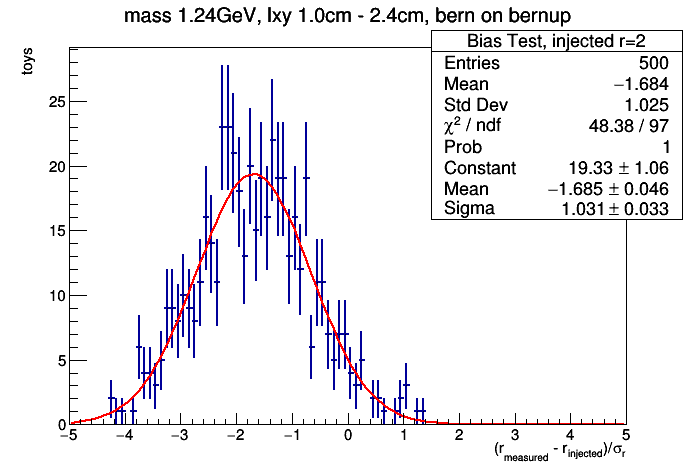 mass 1.24GeV, lxy 1.0cm - 2.4cm, bern on bernup
Bias Test, injected r=2
Entries 500
Mean −1.684
Std Dev 1.025
χ² / ndf 48.38 / 97
Prob 1
Constant 19.33 ± 1.06
Mean −1.685 ± 0.046
Sigma 1.031 ± 0.033
toys
25
20
15
10
5
0
−5 −4 −3 −2 −1 0 1 2 3 4 5
(r_measured - r_injected)/σ_r